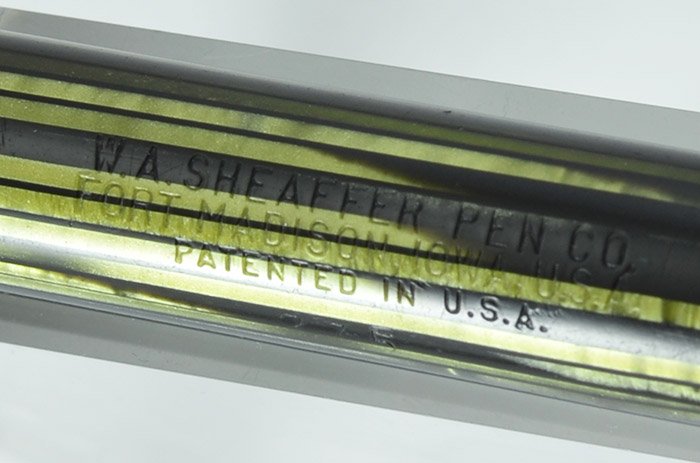 W.A. SHEAFFER PEN CO.
FORT MADISON, IOWA, U.S.A.
PATENTED IN U.S.A.